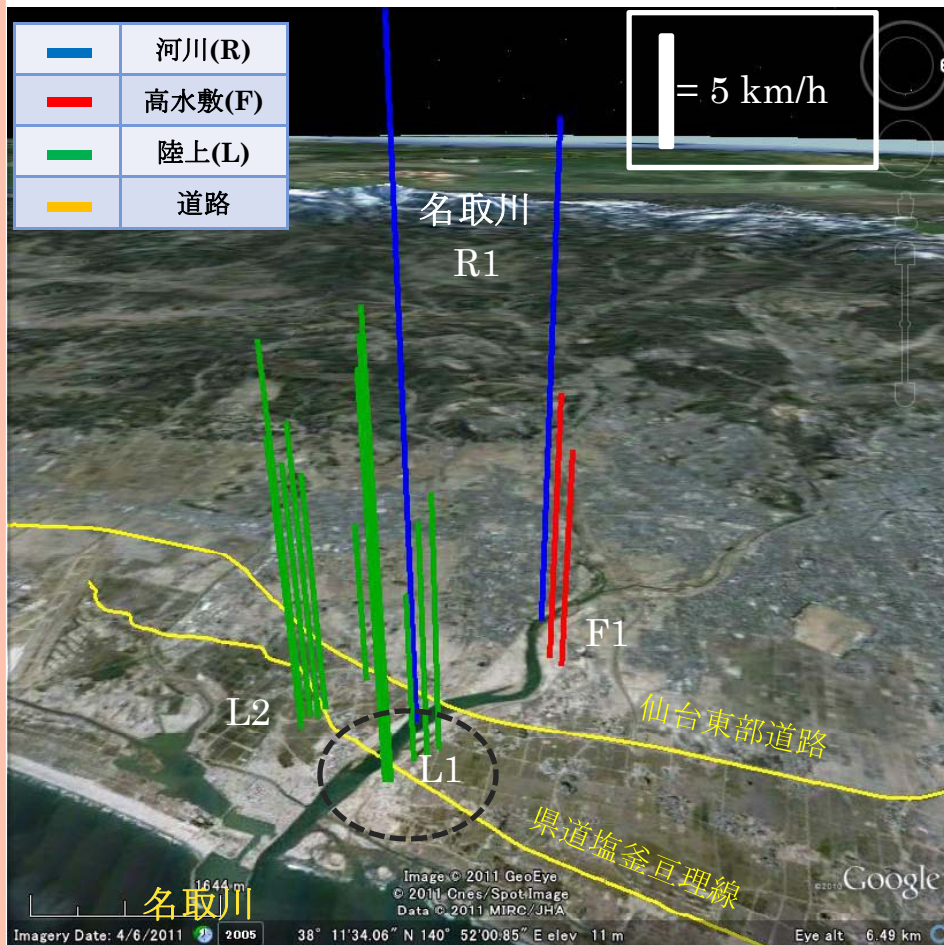 河川(R)
高水敷(F)
陸上(L)
道路
= 5 km/h
名取川
R1
F1
L2
仙台東部道路
L1
県道塩釜亘理線
1644 m
名取川
Image © 2011 GeoEye
© 2011 Cnes/Spot Image
Data © 2011 MIRC/JHA
©2010 Google
Imagery Date: 4/6/2011 2005 38° 11'34.06" N 140° 52'00.85" E elev 11 m Eye alt 6.49 km